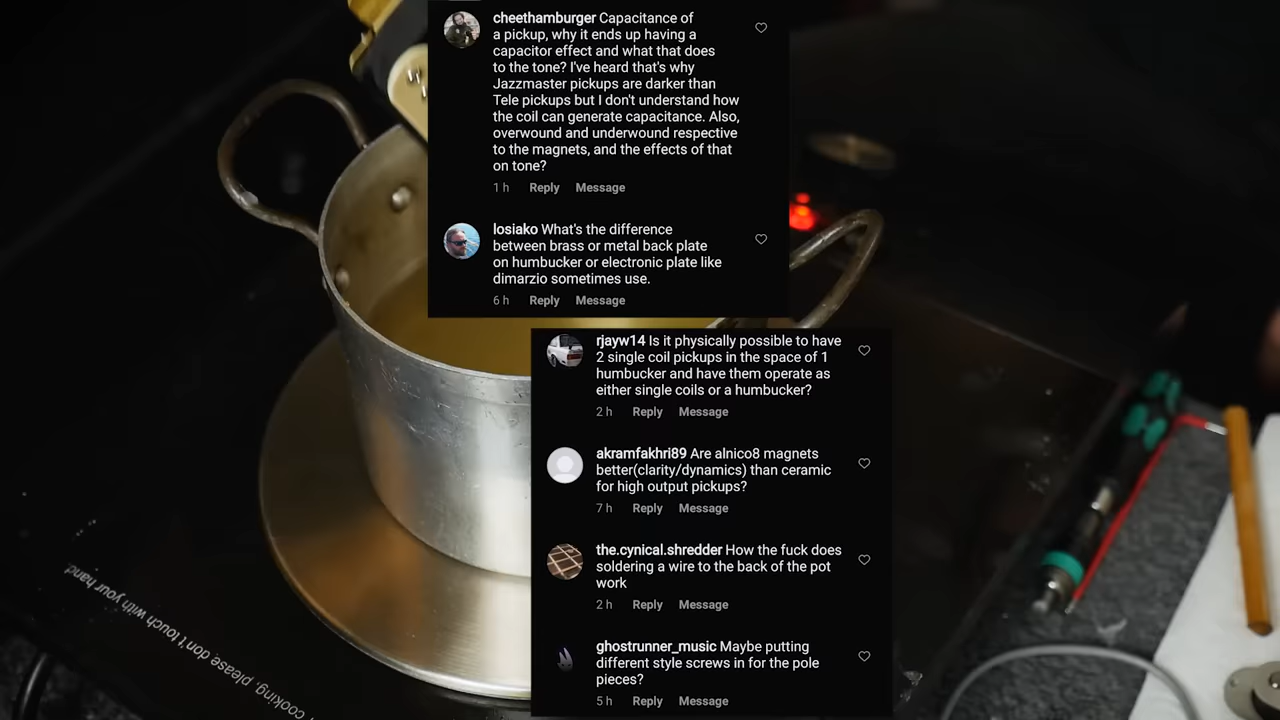 cheethamburger Capacitance of
a pickup, why it ends up having a
capacitor effect and what that does
to the tone? I've heard that's why
Jazzmaster pickups are darker than
Tele pickups but I don't understand how
the coil can generate capacitance. Also,
overwound and underwound respective
to the magnets, and the effects of that
on tone?
1 h Reply Message
losiako What's the difference
between brass or metal back plate
on humbucker or electronic plate like
dimarzio sometimes use.
6 h Reply Message
rjayw14 Is it physically possible to have
2 single coil pickups in the space of 1
humbucker and have them operate as
either single coils or a humbucker?
2 h Reply Message
akramfakhri89 Are alnico8 magnets
better(clarity/dynamics) than ceramic
for high output pickups?
7 h Reply Message
the.cynical.shredder How the fuck does
soldering a wire to the back of the pot
work
2 h Reply Message
ghostrunner_music Maybe putting
different style screws in for the pole
pieces?
5 h Reply Message
cooking, please don't touch with your hand